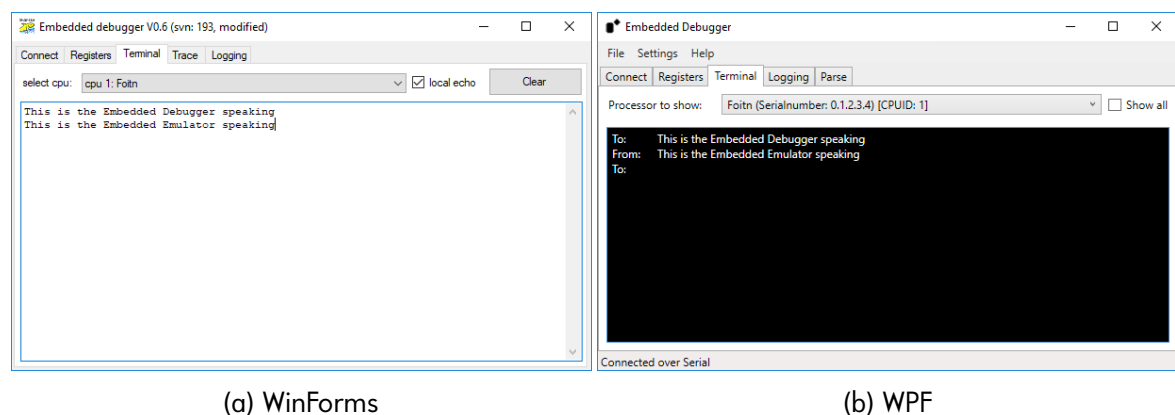 Embedded debugger V0.6 (svn: 193, modified)
Connect Registers Terminal Trace Logging
select cpu: cpu 1: Foitn local echo Clear
This is the Embedded Debugger speaking
This is the Embedded Emulator speaking
(a) WinForms
Embedded Debugger
File Settings Help
Connect Registers Terminal Logging Parse
Processor to show: Foitn (Serialnumber: 0.1.2.3.4) [CPUID: 1] Show all
To: This is the Embedded Debugger speaking
From: This is the Embedded Emulator speaking
To:
Connected over Serial
(b) WPF